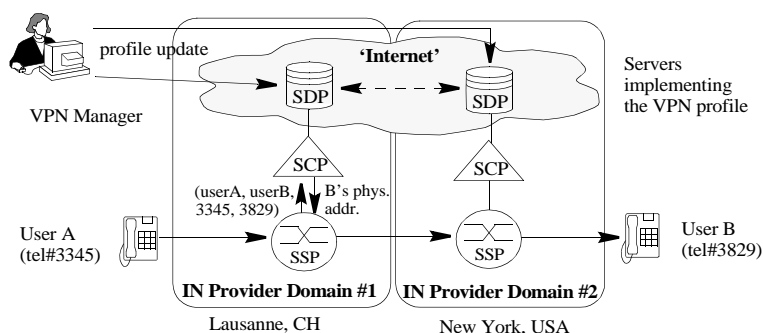 profile update
'Internet'
VPN Manager
SDP
SDP
Servers
implementing
the VPN profile
SCP
SCP
(userA, userB,
3345, 3829)
B's phys.
addr.
User A
(tel#3345)
SSP
SSP
User B
(tel#3829)
IN Provider Domain #1
IN Provider Domain #2
Lausanne, CH
New York, USA